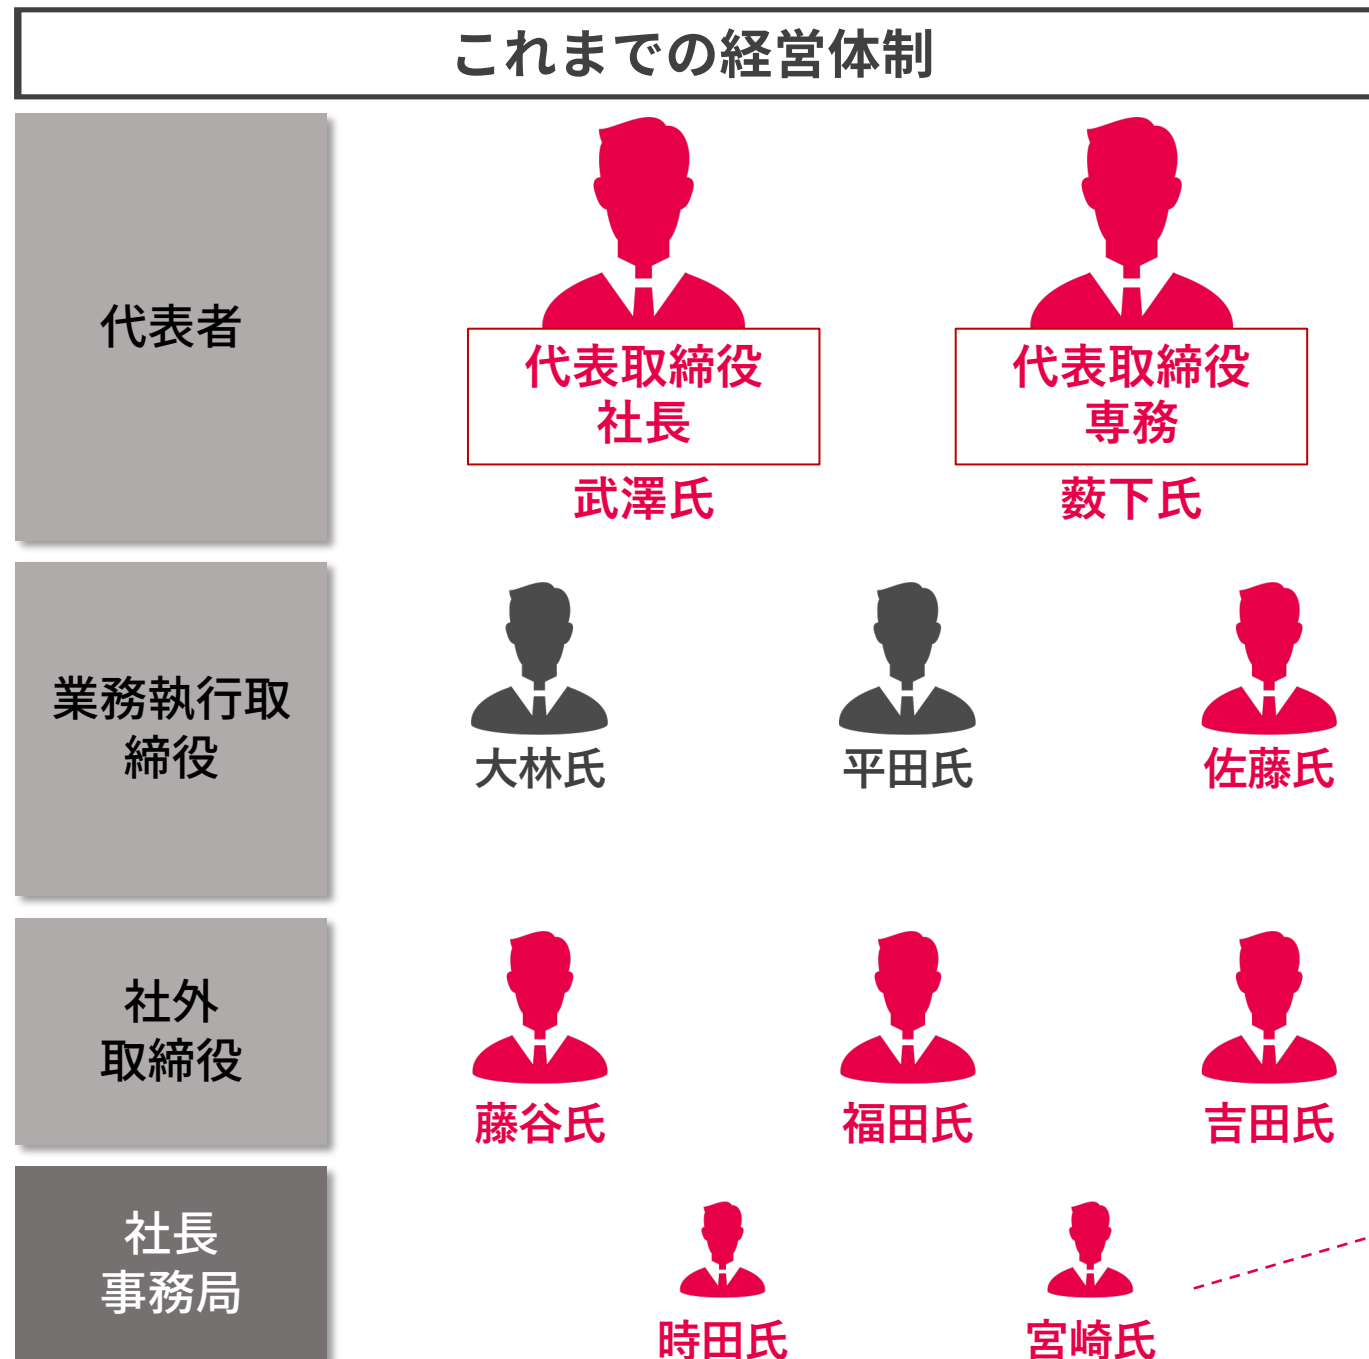 これまでの経営体制
代表者
代表取締役
社長
代表取締役
専務
武澤氏
薮下氏
業務執行取
締役
大林氏
平田氏
佐藤氏
社外
取締役
藤谷氏
福田氏
吉田氏
社長
事務局
時田氏
宮崎氏